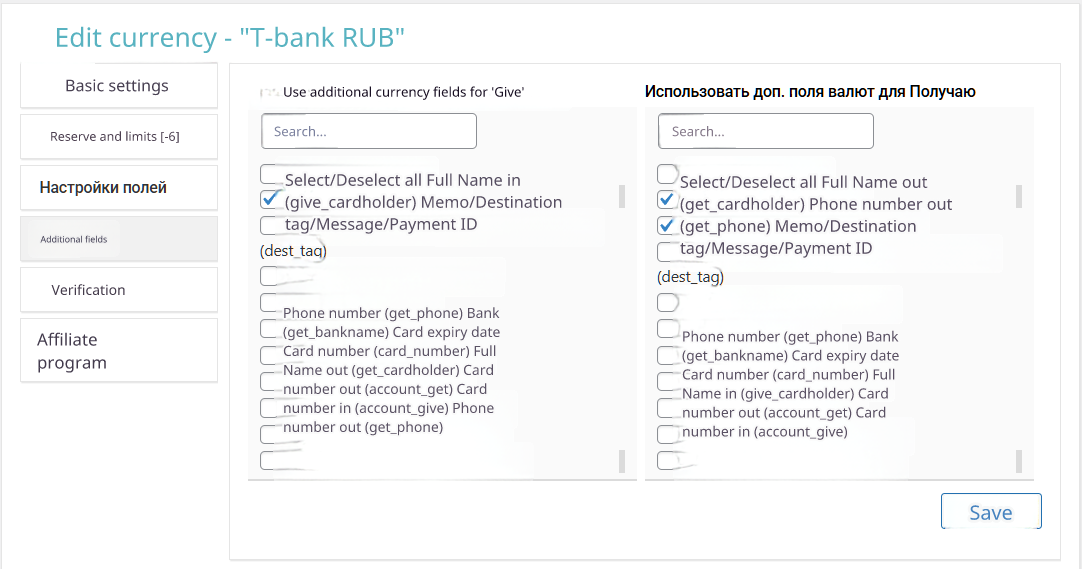 Edit currency - "T-bank RUB"
Basic settings
Reserve and limits [-6]
Настройки полей
Additional fields
Verification
Affiliate
program
Use additional currency fields for 'Give'
Search...
Select/Deselect all Full Name in
(give_cardholder) Memo/Destination
tag/Message/Payment ID
(dest_taq)
Phone number (get_phone) Bank
(get_bankname) Card expiry date
Card number (card_number) Full
Name out (get_cardholder) Card
number out (account_get) Card
number in (account_give) Phone
number out (get_phone)
Использовать доп. поля валют для Получаю
Search...
Select/Deselect all Full Name out
(get_cardholder) Phone number out
(get_phone) Memo/Destination
tag/Message/Payment ID
(dest_tag)
Phone number (get_phone) Bank
(get_bankname) Card expiry date
Card number (card_number) Full
Name in (give_cardholder) Card
number out (account_get) Card
number in (account_give)
Save